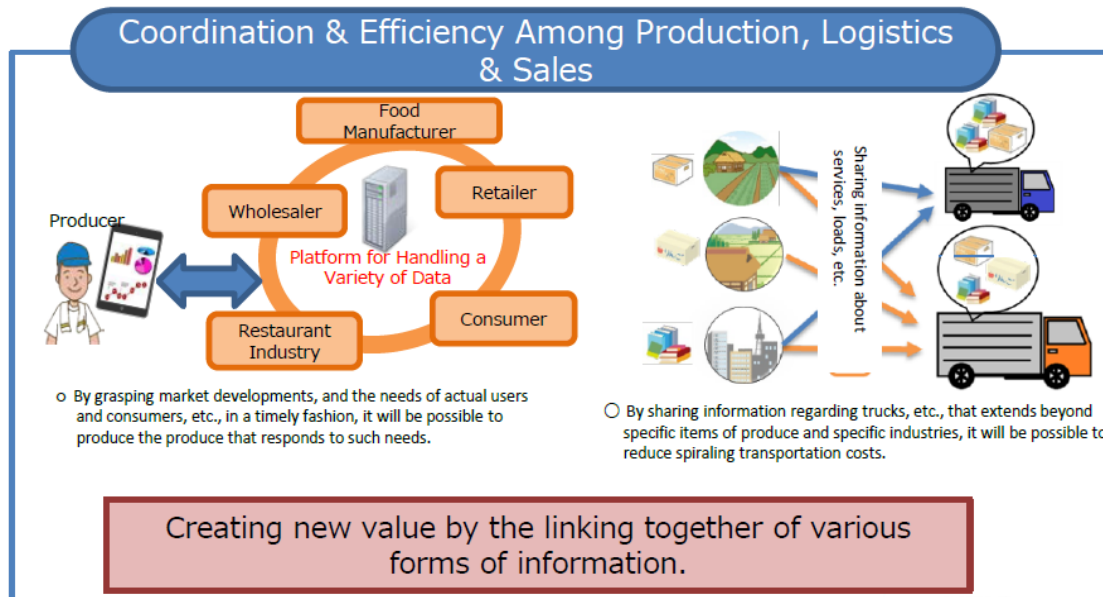 Coordination & Efficiency Among Production, Logistics
& Sales
Food
Manufacturer
Retailer
Wholesaler
Producer
Platform for Handling a
Variety of Data
Consumer
Restaurant
Industry
○ By grasping market developments, and the needs of actual users
and consumers, etc., in a timely fashion, it will be possible to
produce the produce that responds to such needs.
Sharing information about
services, loads, etc.
○ By sharing information regarding trucks, etc., that extends beyond
specific items of produce and specific industries, it will be possible to
reduce spiraling transportation costs.
Creating new value by the linking together of various
forms of information.